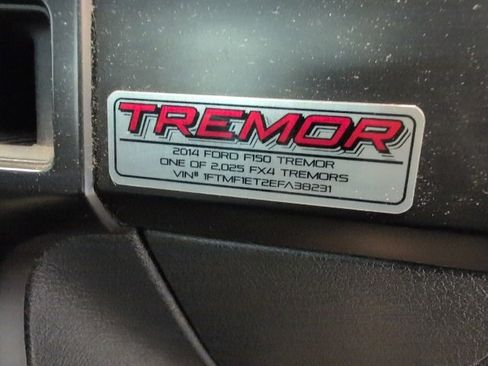 TREMOR
2014 FORD F150 TREMOR
ONE OF 2,025 FX4 TREMORS
VIN# 1FTMF1ET2EFA38231